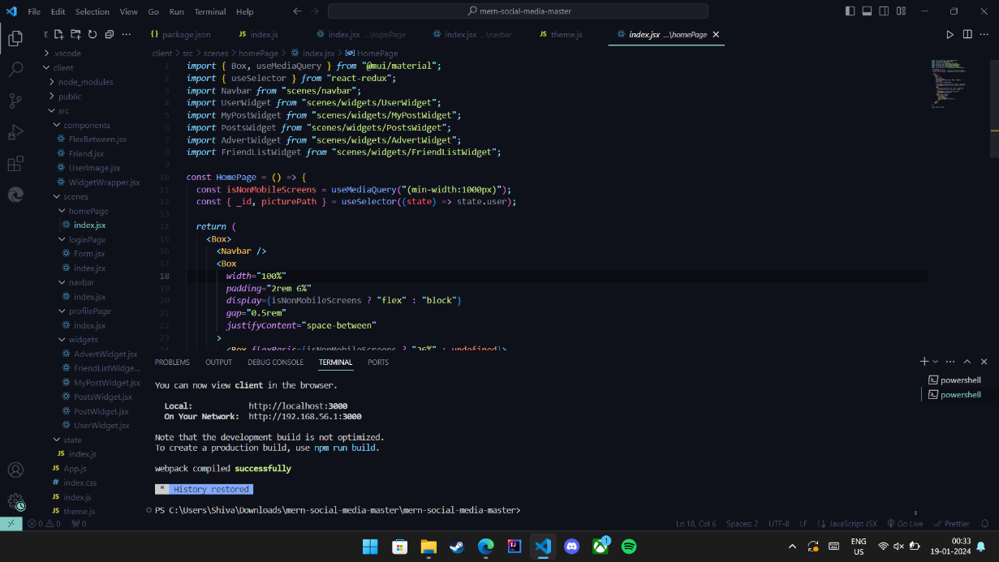 File Edit Selection View Go Run Terminal Help
mern-social-media-master
E
package.json
JS index.js
index.jsx ...\loginPage
index.jsx ...\navbar
JS theme.js
index.jsx ...\homePage
.vscode
client
node_modules
public
src
components
FlexBetween.jsx
Friend.jsx
UserImage.jsx
WidgetWrapper.jsx
scenes
homePage
index.jsx
loginPage
Form.jsx
index.jsx
navbar
index.jsx
profilePage
index.jsx
widgets
AdvertWidget.jsx
FriendListWidge...
MyPostWidget.jsx
PostsWidget.jsx
PostWidget.jsx
UserWidget.jsx
state
JS index.js
JS App.js
# index.css
JS index.js
JS theme.js
client > src > scenes > homePage > index.jsx > HomePage
1 import { Box, useMediaQuery } from "@mui/material";
2 import { useSelector } from "react-redux";
3 import Navbar from "scenes/navbar";
4 import UserWidget from "scenes/widgets/UserWidget";
5 import MyPostWidget from "scenes/widgets/MyPostWidget";
6 import PostsWidget from "scenes/widgets/PostsWidget";
7 import AdvertWidget from "scenes/widgets/AdvertWidget";
8 import FriendListWidget from "scenes/widgets/FriendListWidget";
9
10 const HomePage = () => {
11 const isNonMobileScreens = useMediaQuery("(min-width:1000px)");
12 const { _id, picturePath } = useSelector((state) => state.user);
13
14 return (
15 <Box>
16 <Navbar />
17 <Box
18 width="100%"
19 padding="2rem 6%"
20 display={isNonMobileScreens ? "flex" : "block"}
21 gap="0.5rem"
22 justifyContent="space-between"
23 >
24 <Box flexBasis={isNonMobileScreens ? "26%" : undefined}>
PROBLEMS OUTPUT DEBUG CONSOLE TERMINAL PORTS
powershell
powershell
You can now view client in the browser.
Local: http://localhost:3000
On Your Network: http://192.168.56.1:3000
Note that the development build is not optimized.
To create a production build, use npm run build.
webpack compiled successfully
* History restored
PS C:\Users\Shiva\Downloads\mern-social-media-master\mern-social-media-master>
0 0 0
Ln 18, Col 6 Spaces: 2 UTF-8 LF JavaScript JSX Go Live Prettier
1
ENG
US
00:33
19-01-2024